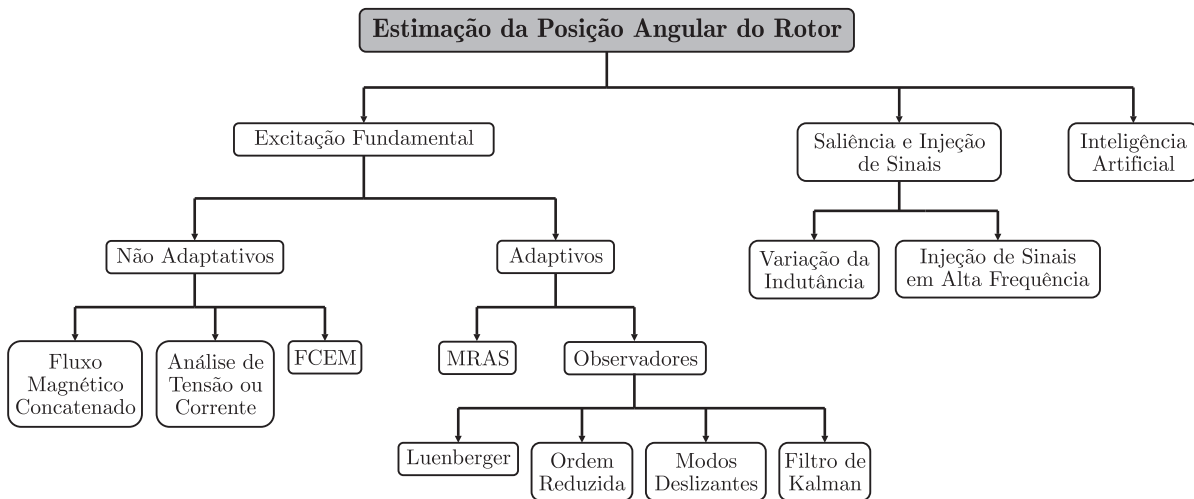 Estimação da Posição Angular do Rotor
Excitação Fundamental
Saliência e Injeção
de Sinais
Inteligência
Artificial
Não Adaptativos
Adaptivos
Variação da
Indutância
Injeção de Sinais
em Alta Frequência
Fluxo
Magnético
Concatenado
Análise de
Tensão ou
Corrente
FCEM
MRAS
Observadores
Luenberger
Ordem
Reduzida
Modos
Deslizantes
Filtro de
Kalman